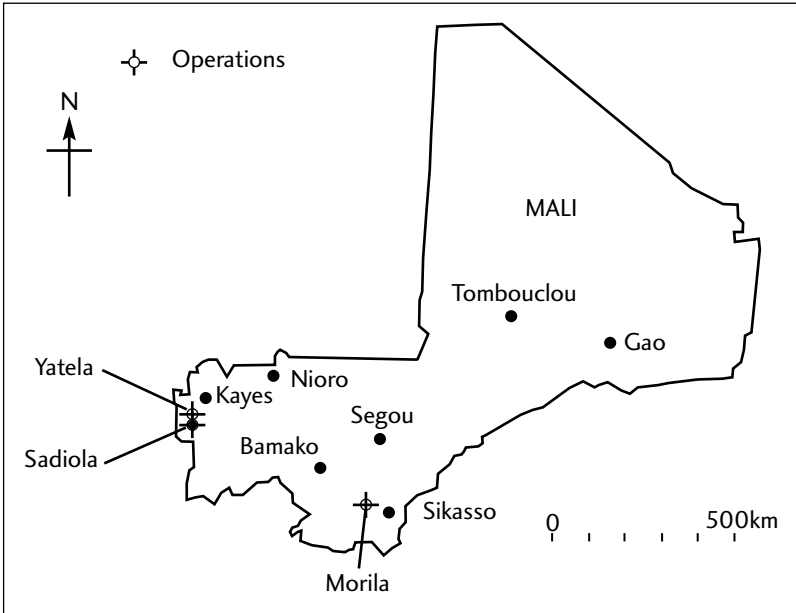 Operations
N
MALI
Tombouclou
Gao
Yatela
Nioro
Kayes
Segou
Sadiola
Bamako
Sikasso
0 500km
Morila